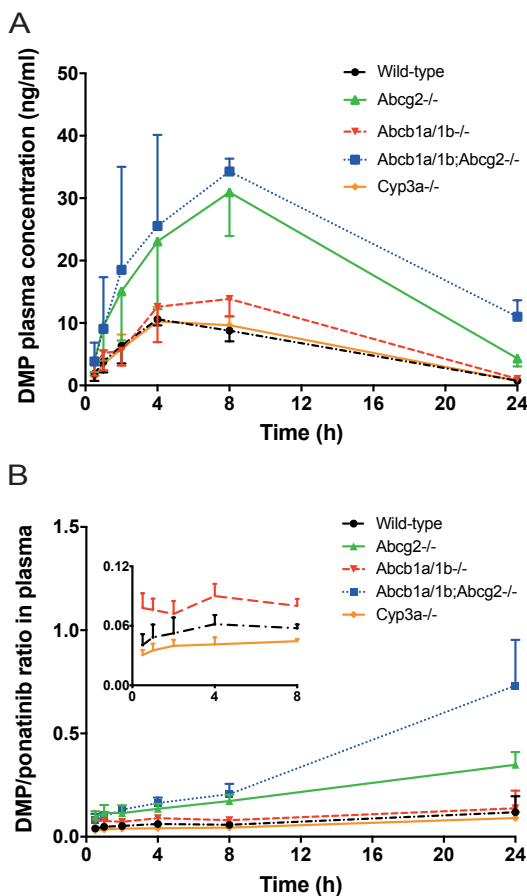 A
DMP plasma concentration (ng/ml)
50
40
30
20
10
0
0
4
8
12
16
20
24
Time (h)
Wild-type
Abcg2-/-
Abcb1a/1b-/-
Abcb1a/1b;Abcg2-/-
Cyp3a-/-
B
DMP/ponatinib ratio in plasma
1.5
1.0
0.5
0.0
0
4
8
12
16
20
24
Time (h)
Wild-type
Abcg2-/-
Abcb1a/1b-/-
Abcb1a/1b;Abcg2-/-
Cyp3a-/-
0.12
0.06
0.00
0
4
8